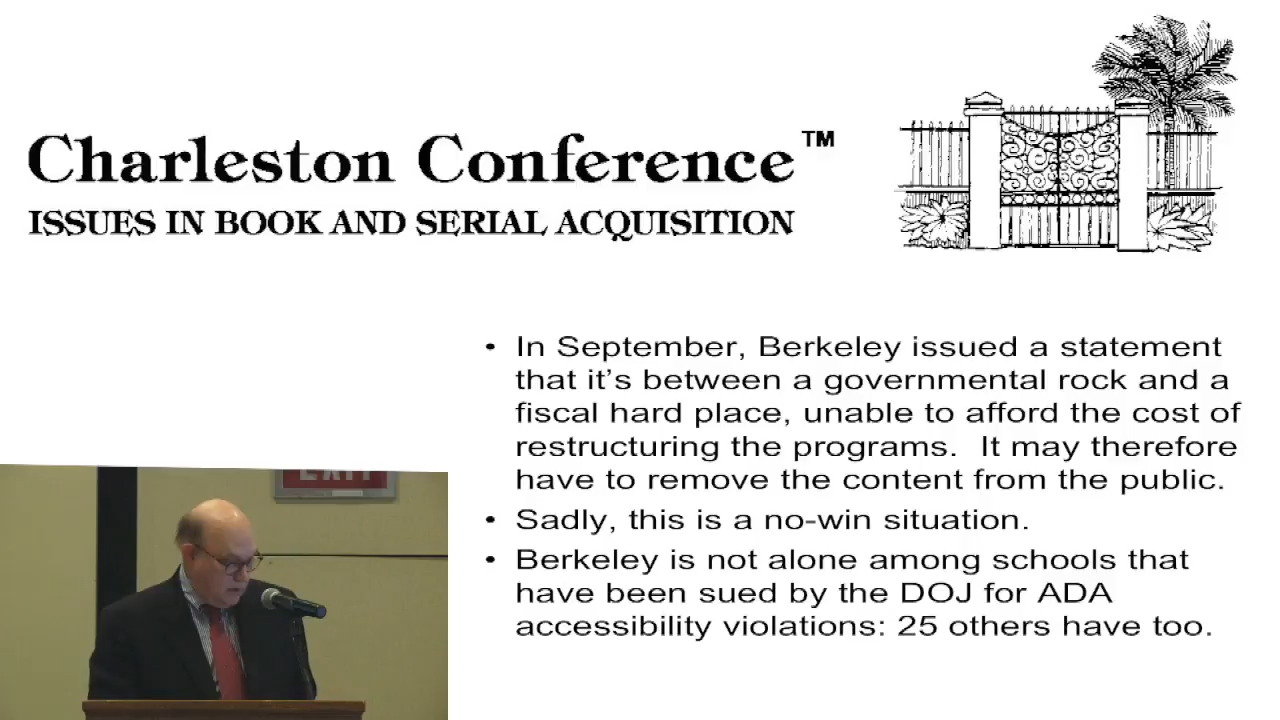 Charleston Conference™
ISSUES IN BOOK AND SERIAL ACQUISITION
• In September, Berkeley issued a statement
that it’s between a governmental rock and a
fiscal hard place, unable to afford the cost of
restructuring the programs.  It may therefore
have to remove the content from the public.
• Sadly, this is a no-win situation.
• Berkeley is not alone among schools that
have been sued by the DOJ for ADA
accessibility violations: 25 others have too.
EXIT